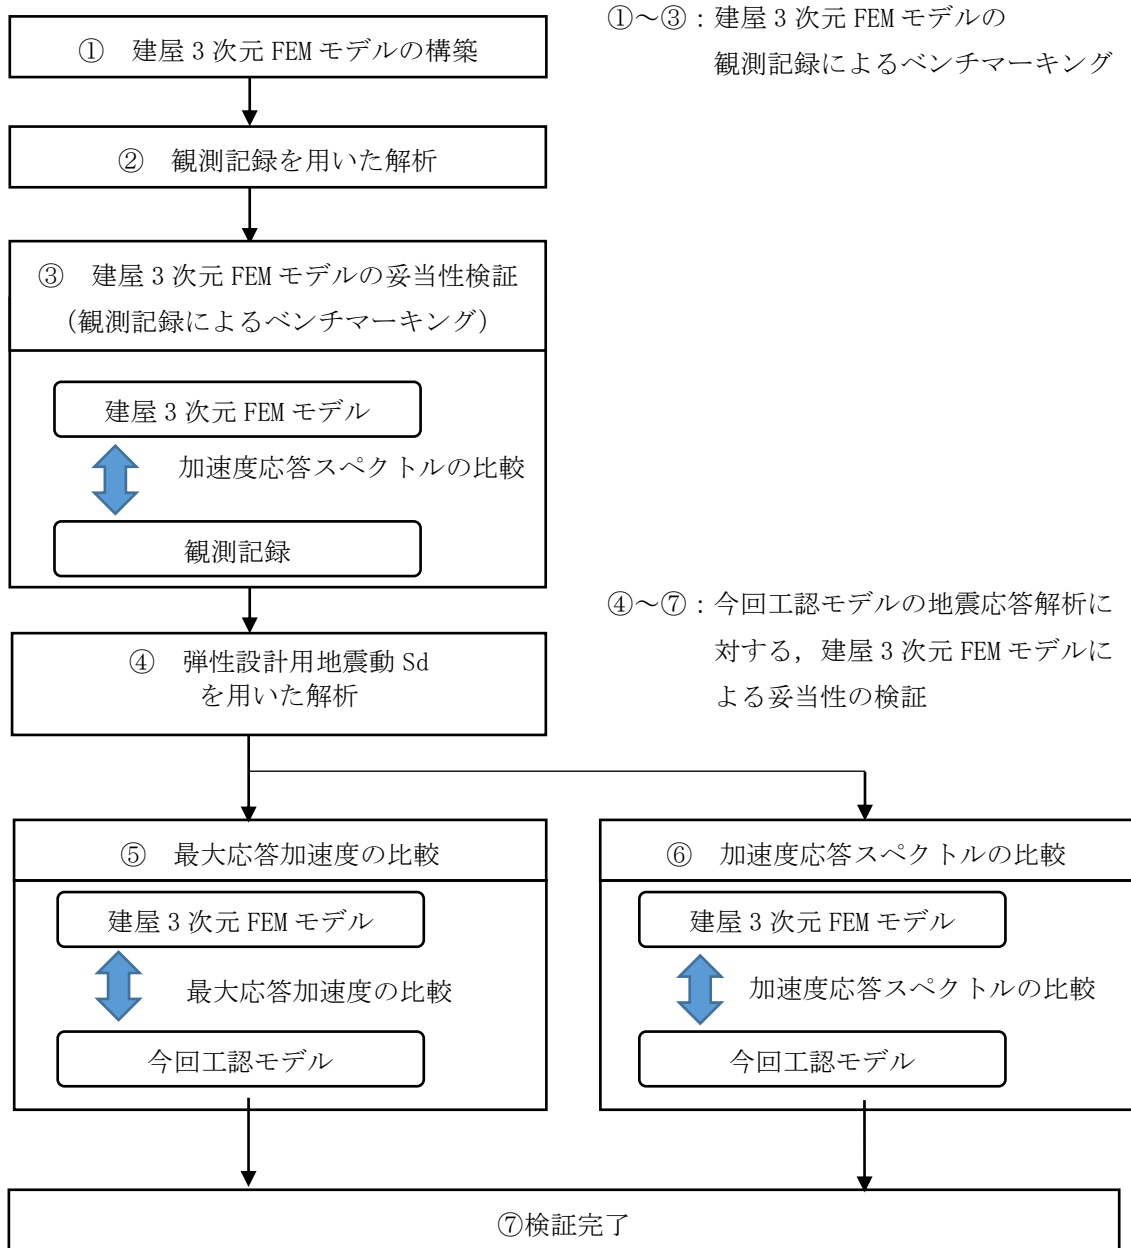 ① 建屋3次元FEMモデルの構築
①～③：建屋3次元FEMモデルの
観測記録によるベンチマーキング
② 観測記録を用いた解析
③ 建屋3次元FEMモデルの妥当性検証
（観測記録によるベンチマーキング）
建屋3次元FEMモデル
加速度応答スペクトルの比較
観測記録
④～⑦：今回工認モデルの地震応答解析に
対する，建屋3次元FEMモデルに
よる妥当性の検証
④ 弾性設計用地震動Sd
を用いた解析
⑤ 最大応答加速度の比較
建屋3次元FEMモデル
最大応答加速度の比較
今回工認モデル
⑥ 加速度応答スペクトルの比較
建屋3次元FEMモデル
加速度応答スペクトルの比較
今回工認モデル
⑦検証完了